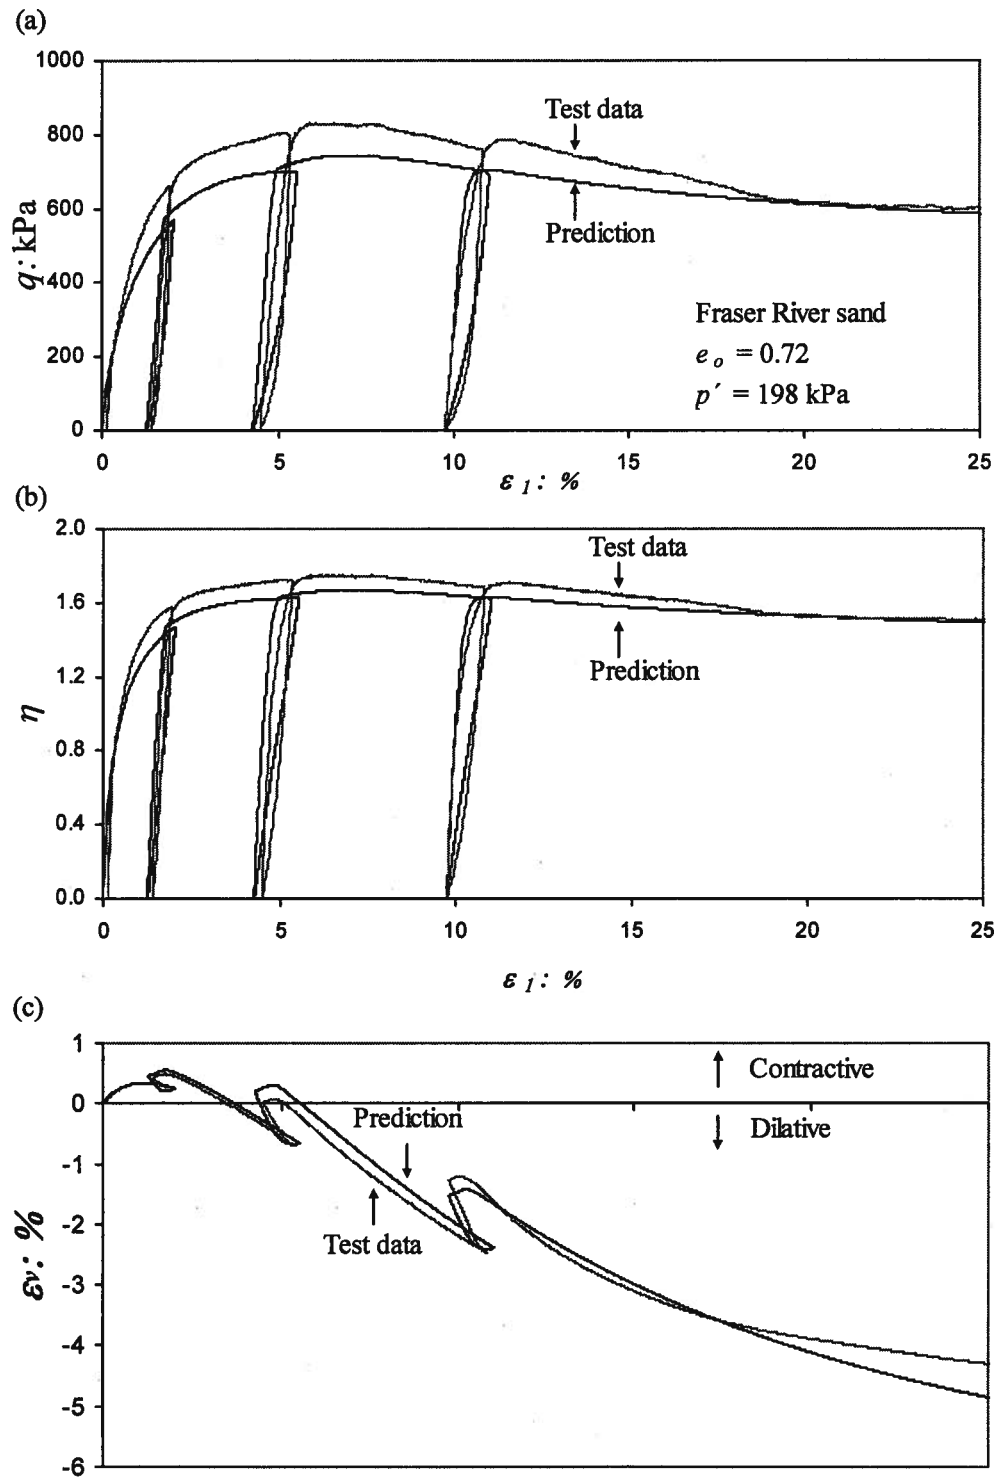 (a)
1000
800
600
400
200
0
q: kPa
Test data
Prediction
Fraser River sand
e o = 0.72
p´ = 198 kPa
0 5 10 15 20 25
ε 1 : %
(b)
2.0
1.6
1.2
0.8
0.4
0.0
η
Test data
Prediction
0 5 10 15 20 25
ε 1 : %
(c)
1
0
-1
-2
-3
-4
-5
-6
εv: %
Contractive
Dilative
Prediction
Test data